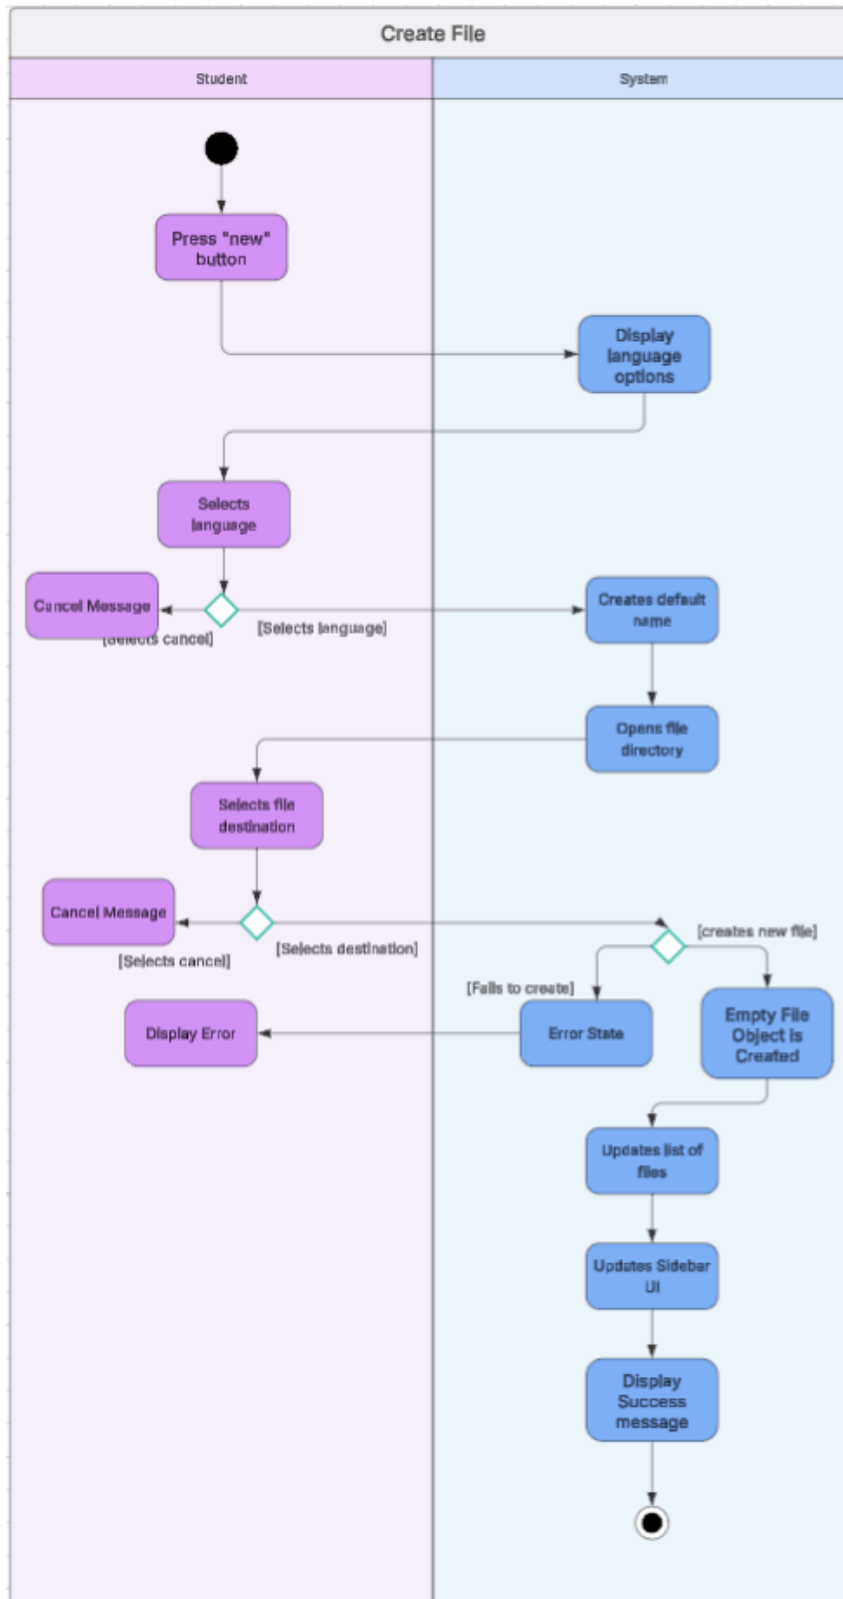 Create File
Student
System
Press "new"
button
Display
language
options
Selects
language
Cancel Message
[Selects cancel]
[Selects language]
Creates default
name
Opens file
directory
Selects file
destination
Cancel Message
[Selects cancel]
[Selects destination]
[creates new file]
[Fails to create]
Display Error
Error State
Empty File
Object is
Created
Updates list of
files
Updates Sidebar
UI
Display
Success
message